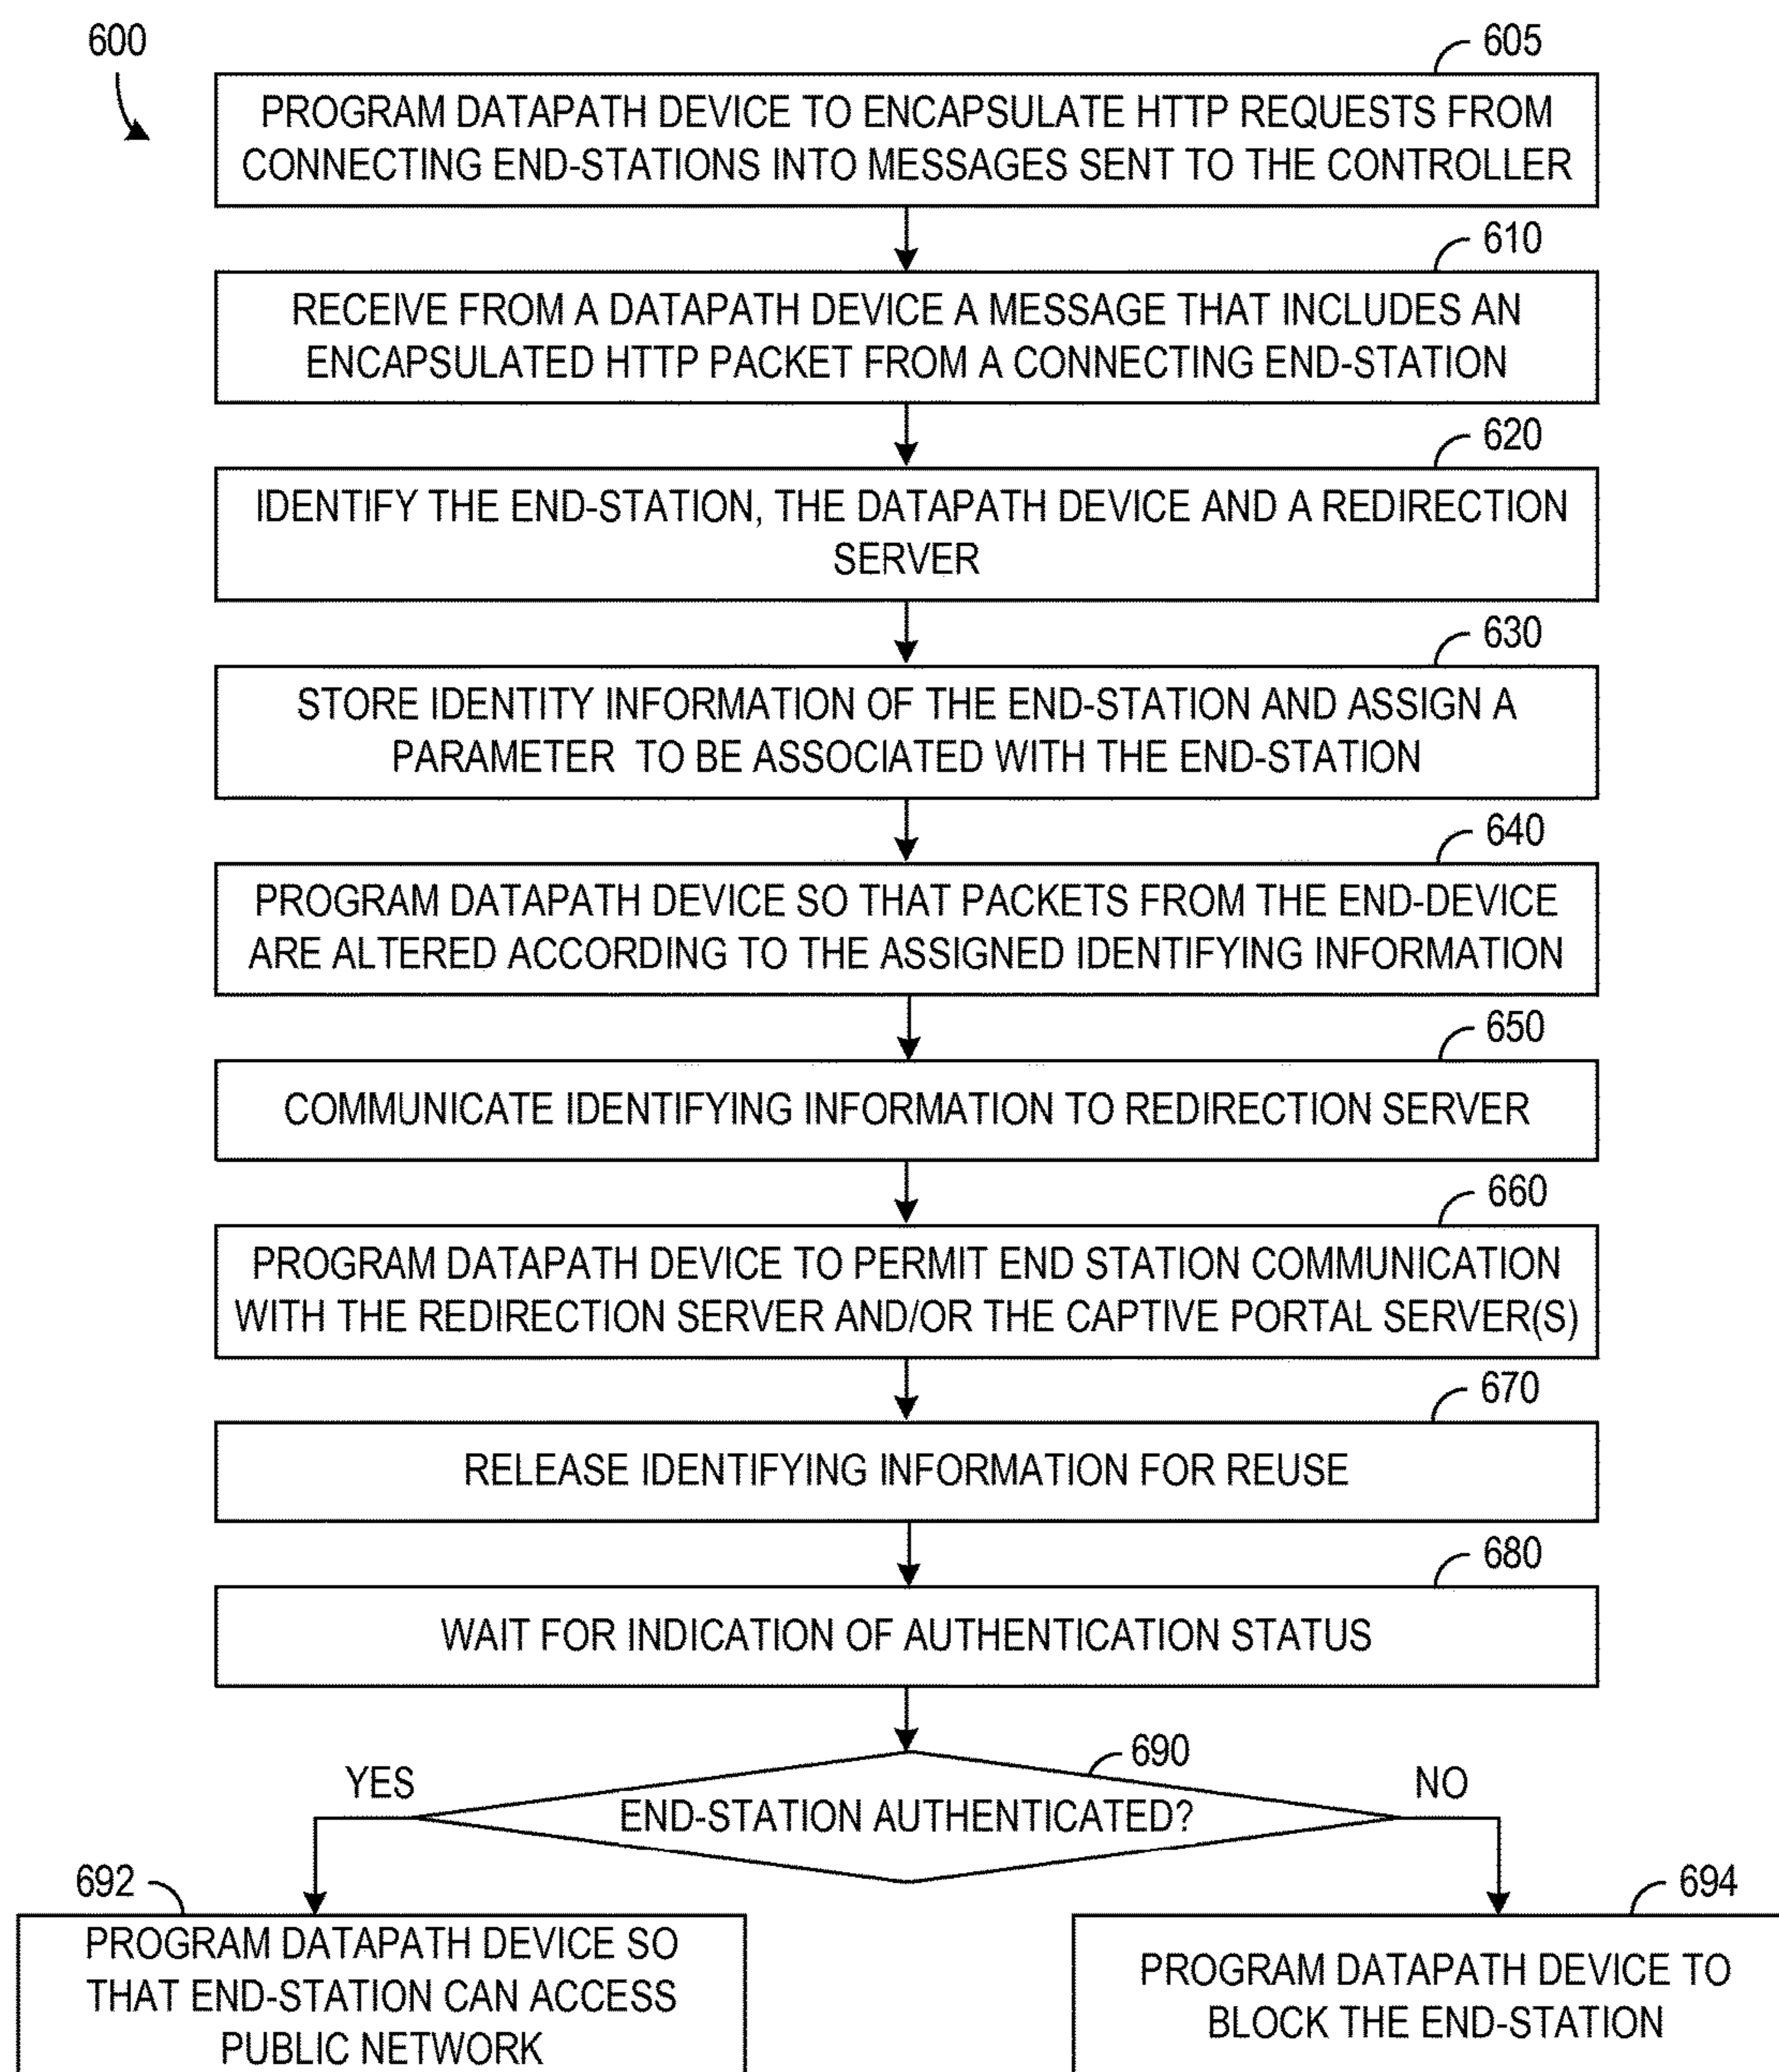 600
605
PROGRAM DATAPATH DEVICE TO ENCAPSULATE HTTP REQUESTS FROM
CONNECTING END-STATIONS INTO MESSAGES SENT TO THE CONTROLLER
610
RECEIVE FROM A DATAPATH DEVICE A MESSAGE THAT INCLUDES AN
ENCAPSULATED HTTP PACKET FROM A CONNECTING END-STATION
620
IDENTIFY THE END-STATION, THE DATAPATH DEVICE AND A REDIRECTION
SERVER
630
STORE IDENTITY INFORMATION OF THE END-STATION AND ASSIGN A
PARAMETER TO BE ASSOCIATED WITH THE END-STATION
640
PROGRAM DATAPATH DEVICE SO THAT PACKETS FROM THE END-DEVICE
ARE ALTERED ACCORDING TO THE ASSIGNED IDENTIFYING INFORMATION
650
COMMUNICATE IDENTIFYING INFORMATION TO REDIRECTION SERVER
660
PROGRAM DATAPATH DEVICE TO PERMIT END STATION COMMUNICATION
WITH THE REDIRECTION SERVER AND/OR THE CAPTIVE PORTAL SERVER(S)
670
RELEASE IDENTIFYING INFORMATION FOR REUSE
680
WAIT FOR INDICATION OF AUTHENTICATION STATUS
690
YES
NO
END-STATION AUTHENTICATED?
692
PROGRAM DATAPATH DEVICE SO
THAT END-STATION CAN ACCESS
PUBLIC NETWORK
694
PROGRAM DATAPATH DEVICE TO
BLOCK THE END-STATION